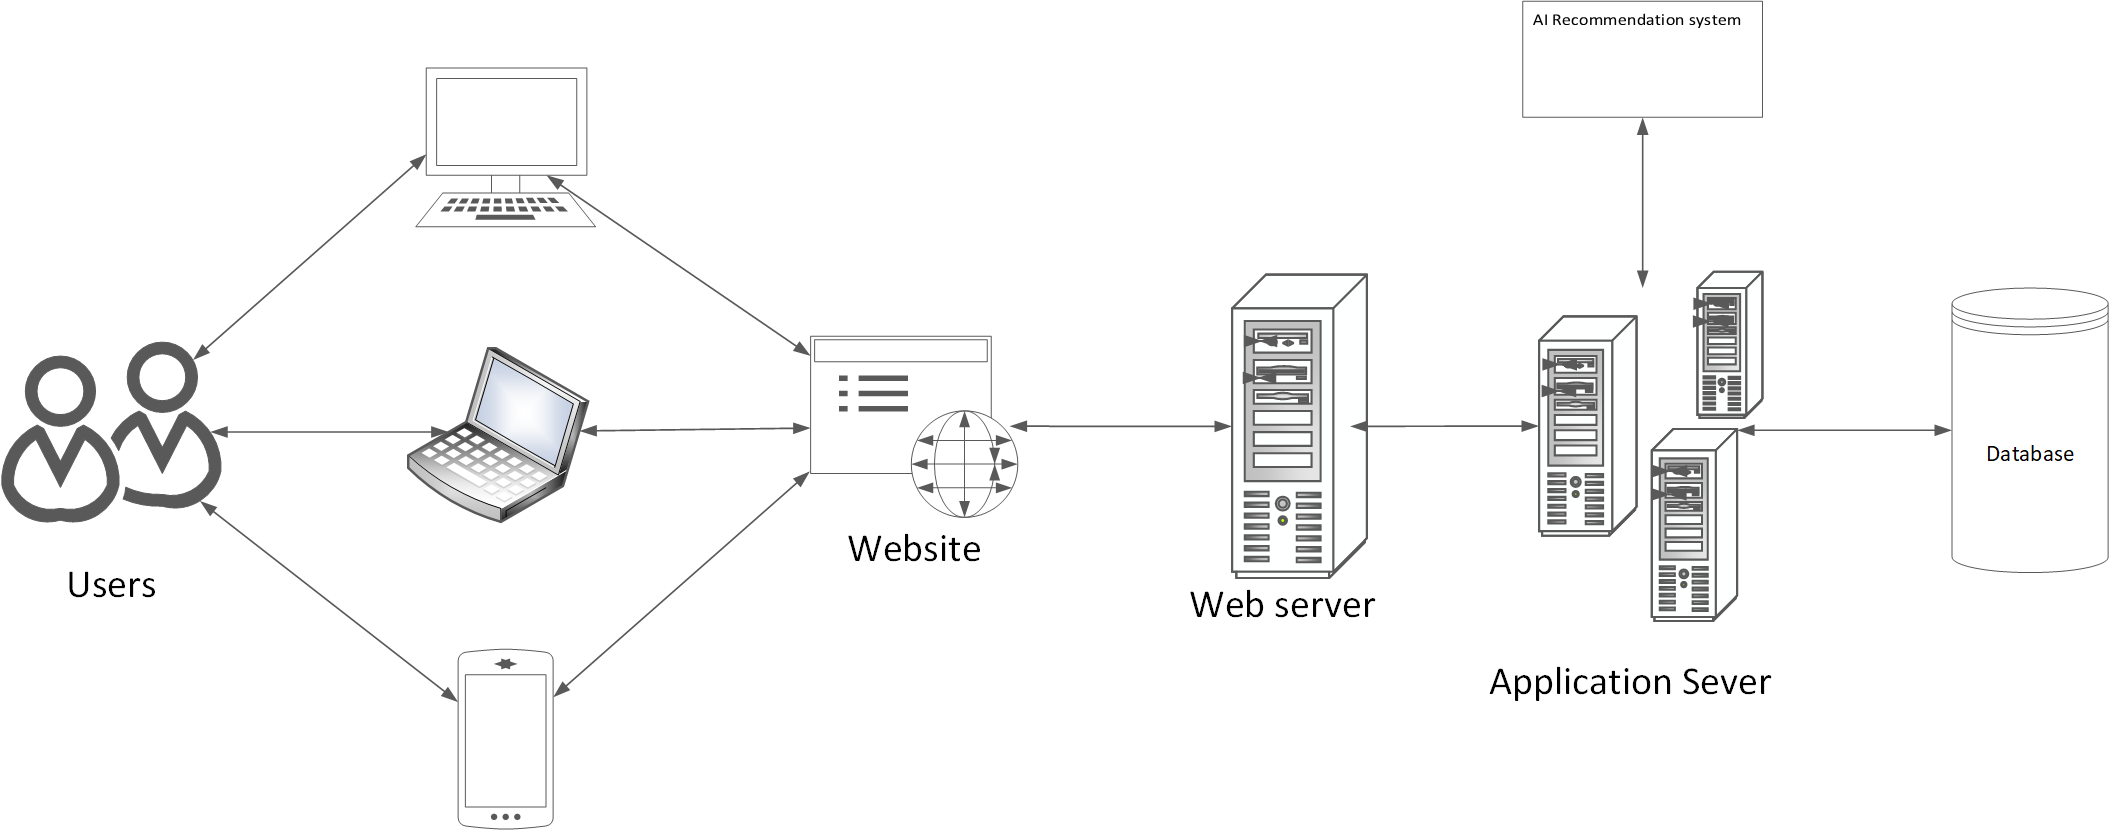 AI Recommendation system
Database
Website
Users
Web server
Application Sever